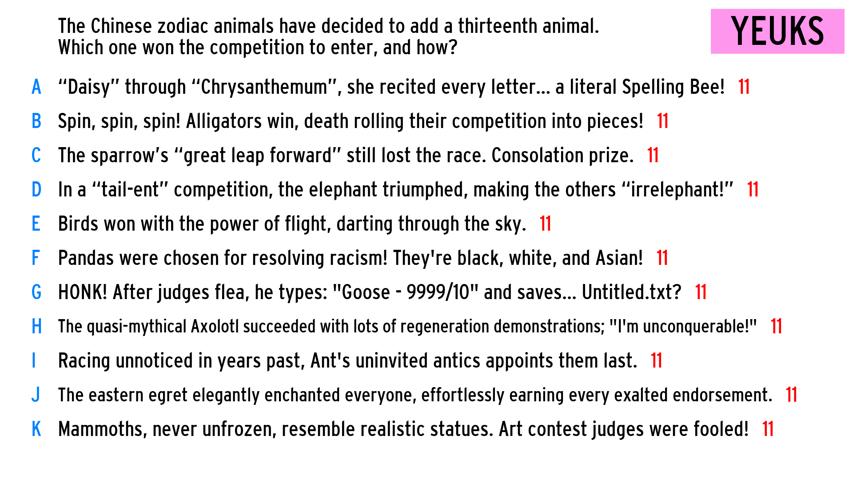 The Chinese zodiac animals have decided to add a thirteenth animal.
Which one won the competition to enter, and how?
YEUKS
A “Daisy” through “Chrysanthemum”, she recited every letter... a literal Spelling Bee! 11
B Spin, spin, spin! Alligators win, death rolling their competition into pieces! 11
C The sparrow’s “great leap forward” still lost the race. Consolation prize. 11
D In a “tail-ent” competition, the elephant triumphed, making the others “irrelephant!” 11
E Birds won with the power of flight, darting through the sky. 11
F Pandas were chosen for resolving racism! They're black, white, and Asian! 11
G HONK! After judges flea, he types: "Goose - 9999/10" and saves... Untitled.txt? 11
H The quasi-mythical Axolotl succeeded with lots of regeneration demonstrations; "I'm unconquerable!" 11
I Racing unnoticed in years past, Ant's uninvited antics appoints them last. 11
J The eastern egret elegantly enchanted everyone, effortlessly earning every exalted endorsement. 11
K Mammoths, never unfrozen, resemble realistic statues. Art contest judges were fooled! 11